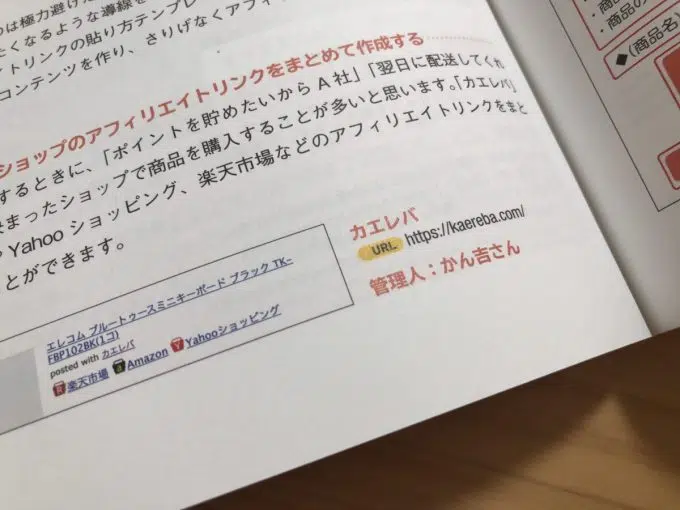 は極力避けた
なるような導線
イトリンクの貼り方テンプレ
コンテンツを作り、さりげなくアフィ
ショップのアフィリエイトリンクをまとめて作成する
するときに、「ポイントを貯めたいからA社」「翌日に配送してくれ
まったショップで商品を購入することが多いと思います。「カエレバ」
Yahooショッピング、楽天市場などのアフィリエイトリンクをまと
とができます。
エレコム ブルートゥースミニキーボード ブラック TK-
FBP102BK(1コ)
posted with カエレバ
楽天市場 Amazon Yahooショッピング
カエレバ
URL https://kaereba.com/
管理人：かん吉さん
・商品
・商品の
◆(商品名)